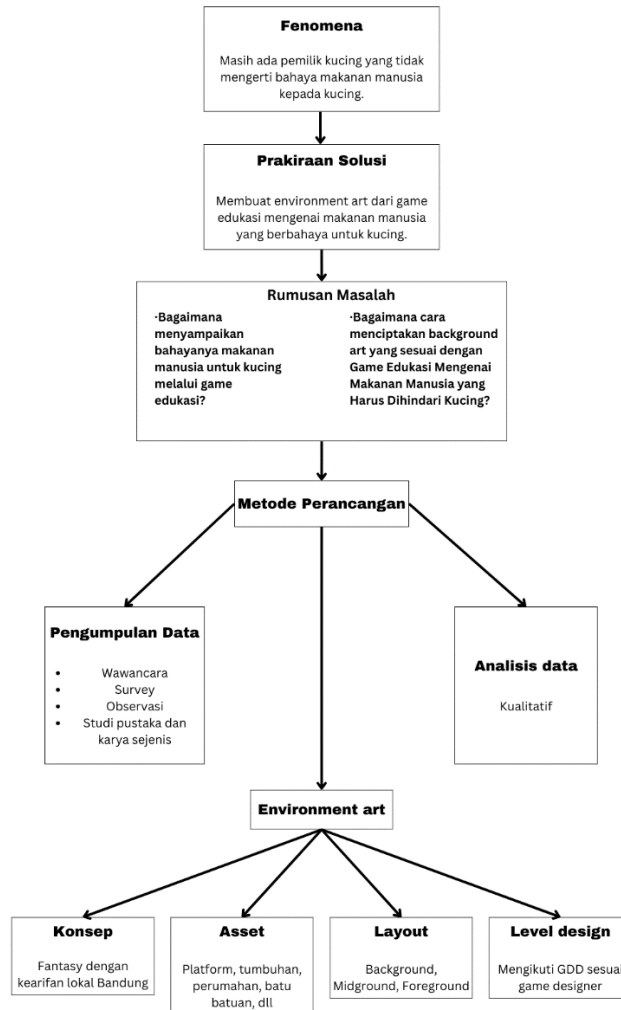 Fenomena
Masih ada pemilik kucing yang tidak
mengerti bahaya makanan manusia
kepada kucing.
Prakiraan Solusi
Membuat environment art dari game
edukasi mengenai makanan manusia
yang berbahaya untuk kucing.
Rumusan Masalah
·Bagaimana
menyampaikan
bahayanya makanan
manusia untuk kucing
melalui game
edukasi?
·Bagaimana cara
menciptakan background
art yang sesuai dengan
Game Edukasi Mengenai
Makanan Manusia yang
Harus Dihindari Kucing?
Metode Perancangan
Pengumpulan Data
• Wawancara
• Survey
• Observasi
• Studi pustaka dan
karya sejenis
Analisis data
Kualitatif
Environment art
Konsep
Fantasy dengan
kearifan lokal Bandung
Asset
Platform, tumbuhan,
perumahan, batu
batuan, dll
Layout
Background,
Midground, Foreground
Level design
Mengikuti GDD sesuai
game designer